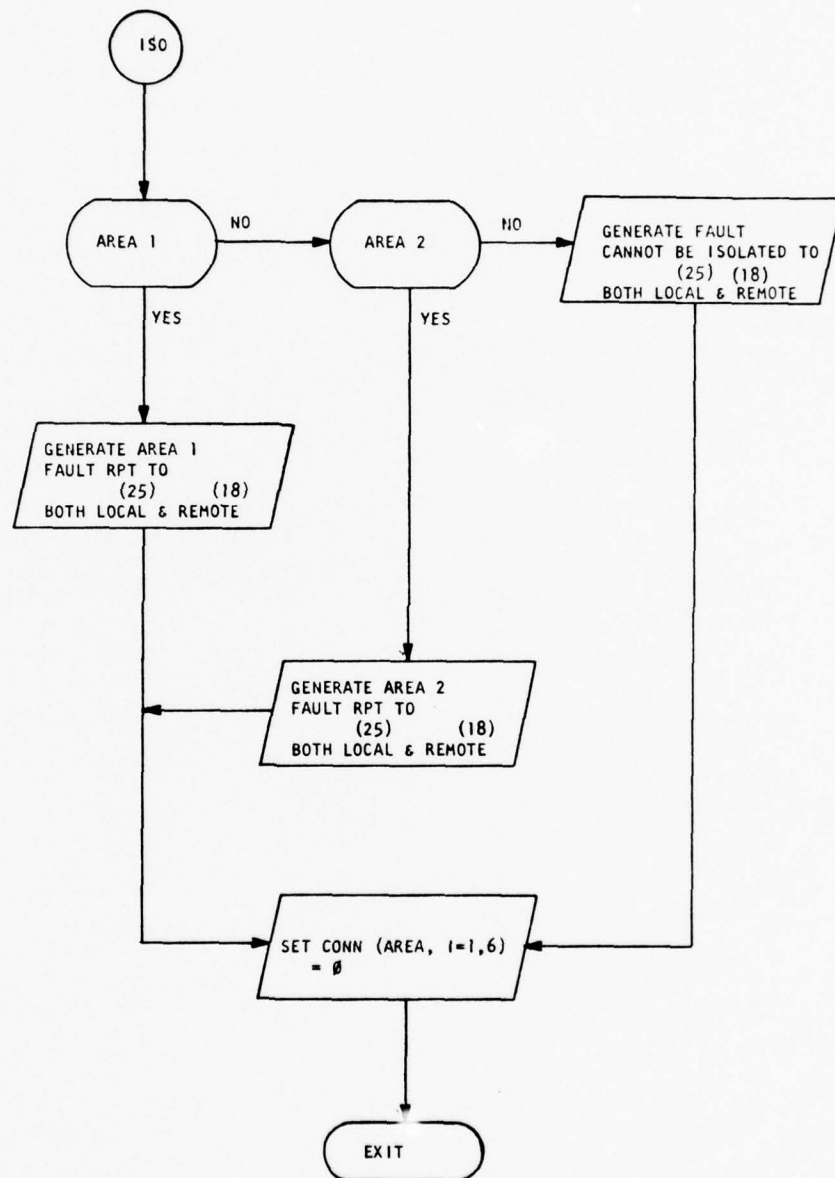 ISO
AREA 1
NO
AREA 2
NO
GENERATE FAULT
CANNOT BE ISOLATED TO
(25) (18)
BOTH LOCAL & REMOTE
YES
YES
GENERATE AREA 1
FAULT RPT TO
(25) (18)
BOTH LOCAL & REMOTE
GENERATE AREA 2
FAULT RPT TO
(25) (18)
BOTH LOCAL & REMOTE
SET CONN (AREA, I=1,6)
= Ø
EXIT